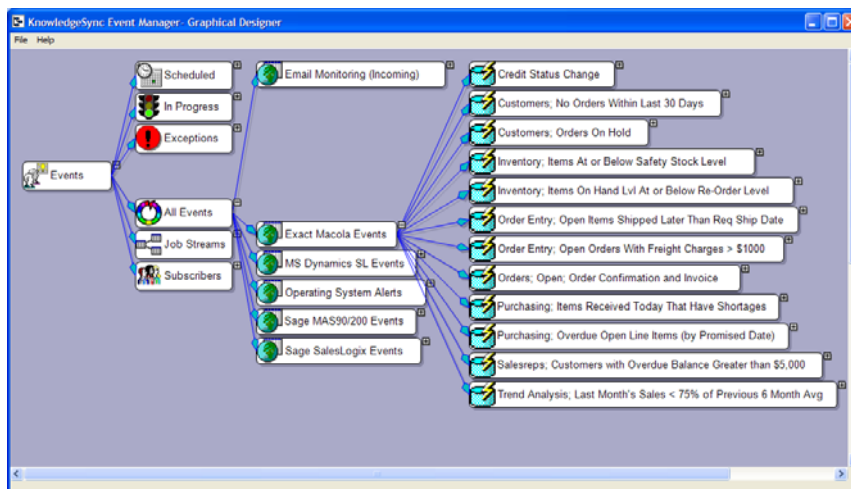 KnowledgeSync Event Manager- Graphical Designer
File Help
Events
Scheduled
In Progress
Exceptions
All Events
Job Streams
Subscribers
Email Monitoring (Incoming)
Exact Macola Events
MS Dynamics SL Events
Operating System Alerts
Sage MAS90/200 Events
Sage SalesLogix Events
Credit Status Change
Customers; No Orders Within Last 30 Days
Customers; Orders On Hold
Inventory; Items At or Below Safety Stock Level
Inventory; Items On Hand Lvl At or Below Re-Order Level
Order Entry; Open Items Shipped Later Than Req Ship Date
Order Entry; Open Orders With Freight Charges > $1000
Orders; Open; Order Confirmation and Invoice
Purchasing; Items Received Today That Have Shortages
Purchasing; Overdue Open Line Items (by Promised Date)
Salesreps; Customers with Overdue Balance Greater than $5,000
Trend Analysis; Last Month's Sales < 75% of Previous 6 Month Avg